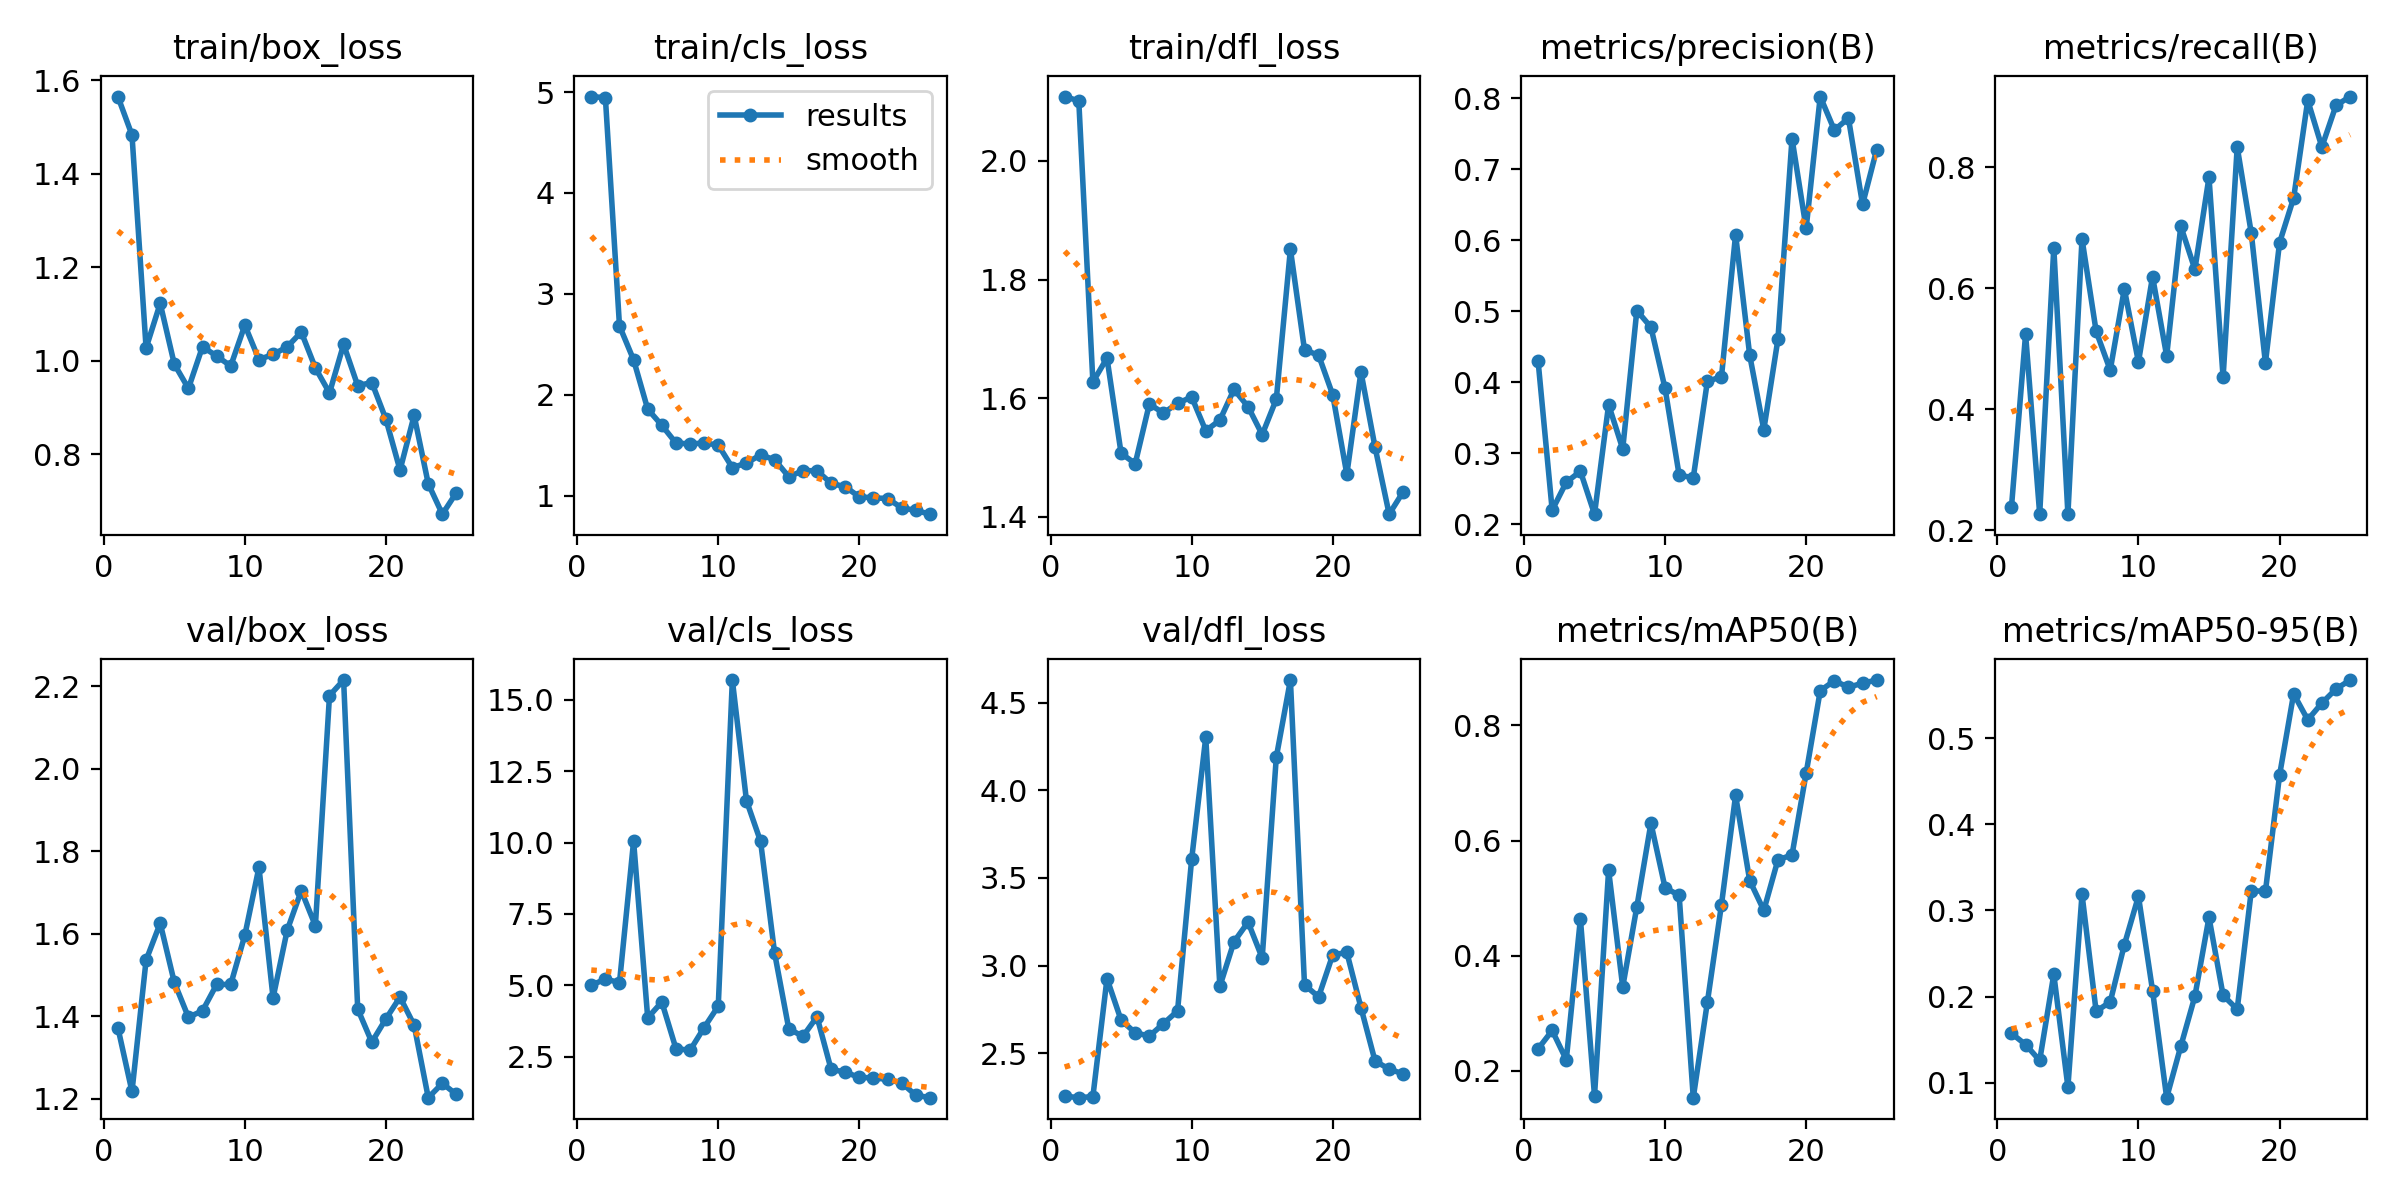 train/box_loss
1.6
1.4
1.2
1.0
0.8
0 10 20
train/cls_loss
5
4
3
2
1
0 10 20
results
smooth
train/dfl_loss
2.0
1.8
1.6
1.4
0 10 20
metrics/precision(B)
0.8
0.7
0.6
0.5
0.4
0.3
0.2
0 10 20
metrics/recall(B)
0.8
0.6
0.4
0.2
0 10 20
val/box_loss
2.2
2.0
1.8
1.6
1.4
1.2
0 10 20
val/cls_loss
15.0
12.5
10.0
7.5
5.0
2.5
0 10 20
val/dfl_loss
4.5
4.0
3.5
3.0
2.5
0 10 20
metrics/mAP50(B)
0.8
0.6
0.4
0.2
0 10 20
metrics/mAP50-95(B)
0.5
0.4
0.3
0.2
0.1
0 10 20